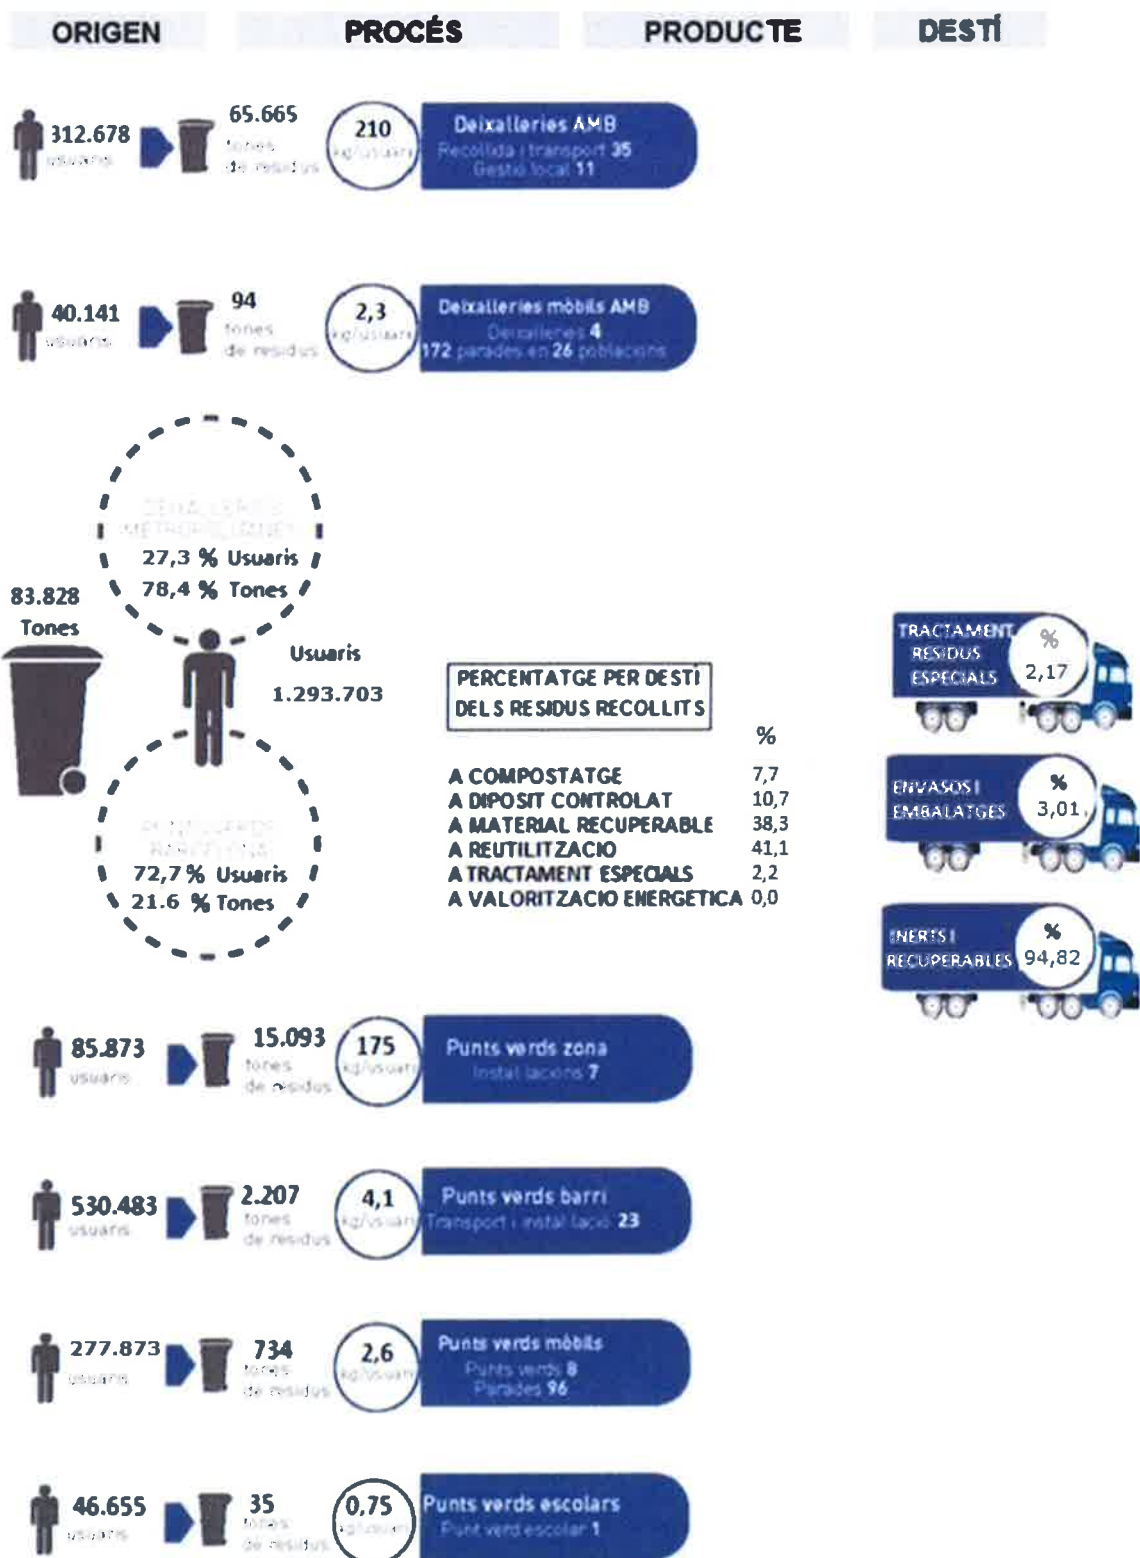 ORIGEN PROCÉS PRODUCTE DESTÍ
312.678 usuaris
65.665 tones de residus
210 kg/usuari
Deixalleries AMB
Recollida i transport 35
Gestió local 11
40.141 usuaris
94 tones de residus
2,3 kg/usuari
Deixalleries mòbils AMB
Deixalleries 4
172 parades en 26 poblacions
DEIXALLERIES
METROPOLITANES
27,3 % Usuaris
78,4 % Tones
83.828
Tones
Usuaris
1.293.703
PUNTS VERDS
BARCELONA
72,7 % Usuaris
21.6 % Tones
PERCENTATGE PER DESTÍ
DELS RESIDUS RECOLLITS
%
A COMPOSTATGE 7,7
A DIPOSIT CONTROLAT 10,7
A MATERIAL RECUPERABLE 38,3
A REUTILITZACIO 41,1
A TRACTAMENT ESPECIALS 2,2
A VALORITZACIO ENERGETICA 0,0
TRACTAMENT
RESIDUS
ESPECIALS
%
2,17
ENVASOS I
EMBALATGES
%
3,01
INERTS I
RECUPERABLES
%
94,82
85.873 usuaris
15.093 tones de residus
175 kg/usuari
Punts verds zona
Instal·lacions 7
530.483 usuaris
2.207 tones de residus
4,1 kg/usuari
Punts verds barri
Transport i instal·lació 23
277.873 usuaris
734 tones de residus
2,6 kg/usuari
Punts verds mòbils
Punts verds 8
Parades 96
46.655 usuaris
35 tones de residus
0,75 kg/usuari
Punts verds escolars
Punt verd escolar 1